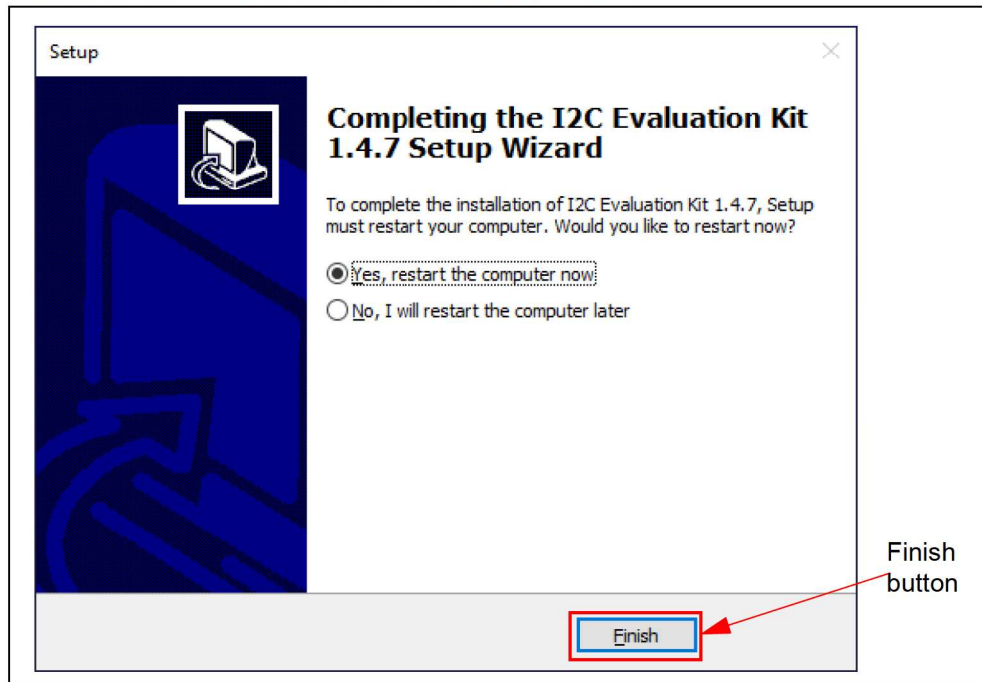 Setup
Completing the I2C Evaluation Kit
1.4.7 Setup Wizard
To complete the installation of I2C Evaluation Kit 1.4.7, Setup
must restart your computer. Would you like to restart now?
Yes, restart the computer now
No, I will restart the computer later
Finish
button
Finish